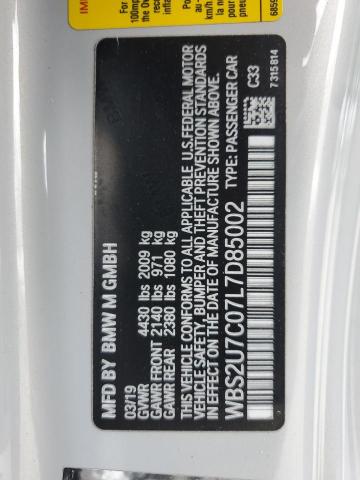 MFD BY BMW M GMBH
03/19
GVWR 4430 lbs 2009 kg
GAWR FRONT 2140 lbs 971 kg
GAWR REAR 2380 lbs 1080 kg
THIS VEHICLE CONFORMS TO ALL APPLICABLE U.S. FEDERAL MOTOR
VEHICLE SAFETY, BUMPER AND THEFT PREVENTION STANDARDS
IN EFFECT ON THE DATE OF MANUFACTURE SHOWN ABOVE.
WBS2U7C07L7D85002 TYPE: PASSENGER CAR
C33
7315814